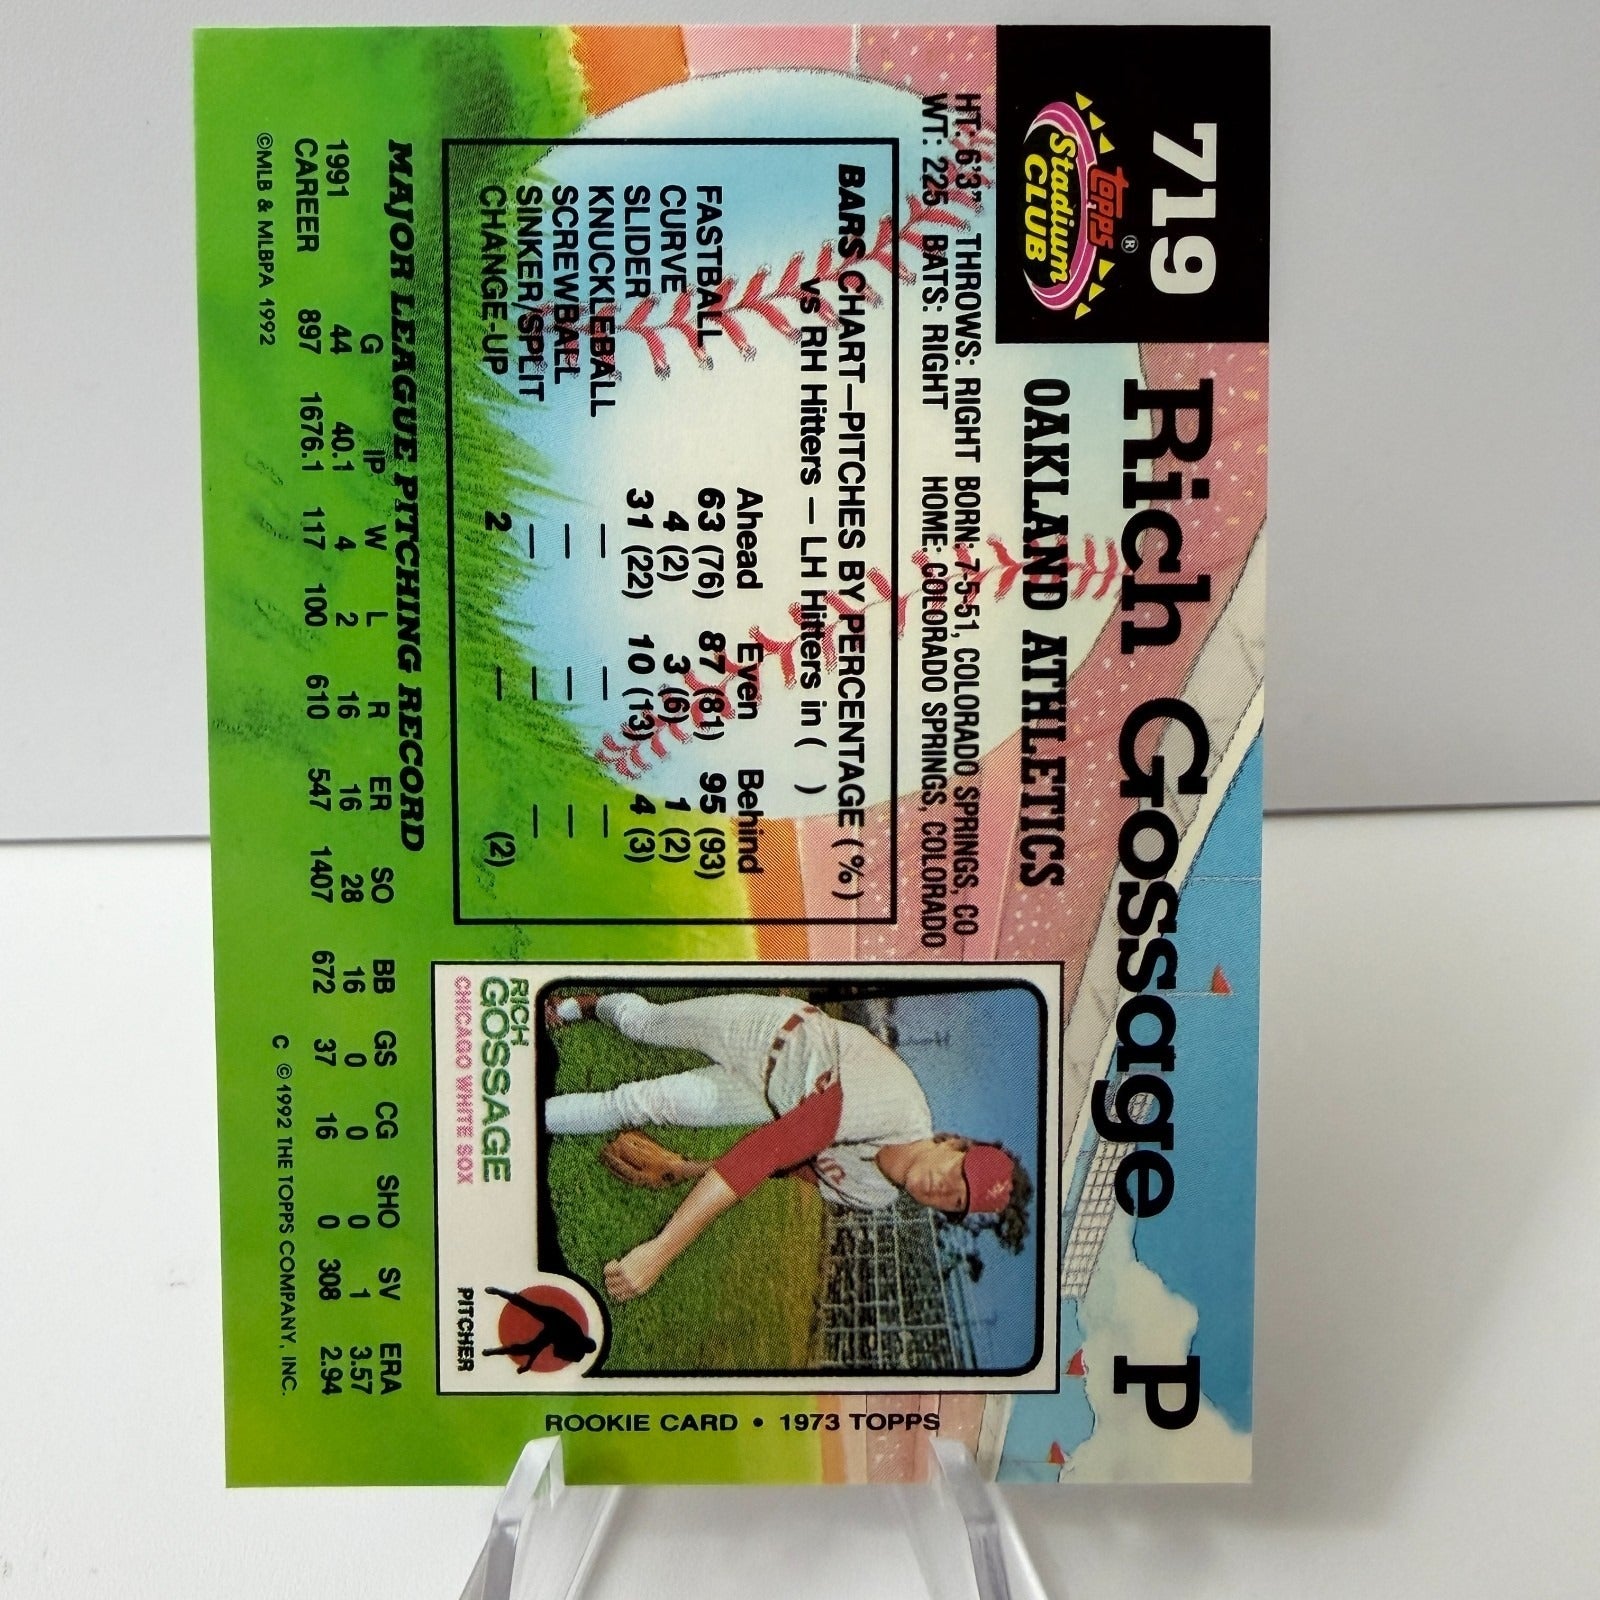 719
Topps®
Stadium
CLUB
Rich Gossage P
OAKLAND ATHLETICS
HT: 6'3" THROWS: RIGHT BORN: 7-5-51, COLORADO SPRINGS, CO
WT: 225 BATS: RIGHT HOME: COLORADO SPRINGS, COLORADO
BARS CHART—PITCHES BY PERCENTAGE (%)
vs RH Hitters — LH Hitters in ( )
Ahead Even Behind
FASTBALL 63 (76) 87 (81) 95 (93)
CURVE 4 (2) 3 (6) 1 (2)
SLIDER 31 (22) 10 (13) 4 (3)
KNUCKLEBALL — — —
SCREWBALL — — —
SINKER/SPLIT — — —
CHANGE-UP 2 — (2)
RICH
GOSSAGE
CHICAGO WHITE SOX
PITCHER
ROOKIE CARD • 1973 TOPPS
MAJOR LEAGUE PITCHING RECORD
G IP W L R ER SO BB GS CG SHO SV ERA
1991 44 40.1 4 2 16 16 28 16 0 0 0 1 3.57
CAREER 897 1676.1 117 100 610 547 1407 672 37 16 0 308 2.94
©MLB & MLBPA 1992
C © 1992 THE TOPPS COMPANY, INC.